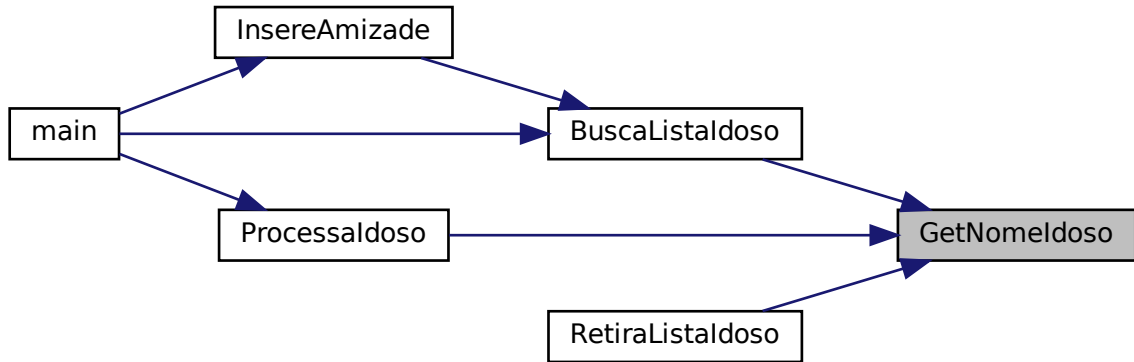 InsereAmizade
main
BuscaListaIdoso
ProcessaIdoso
GetNomeIdoso
RetiraListaIdoso